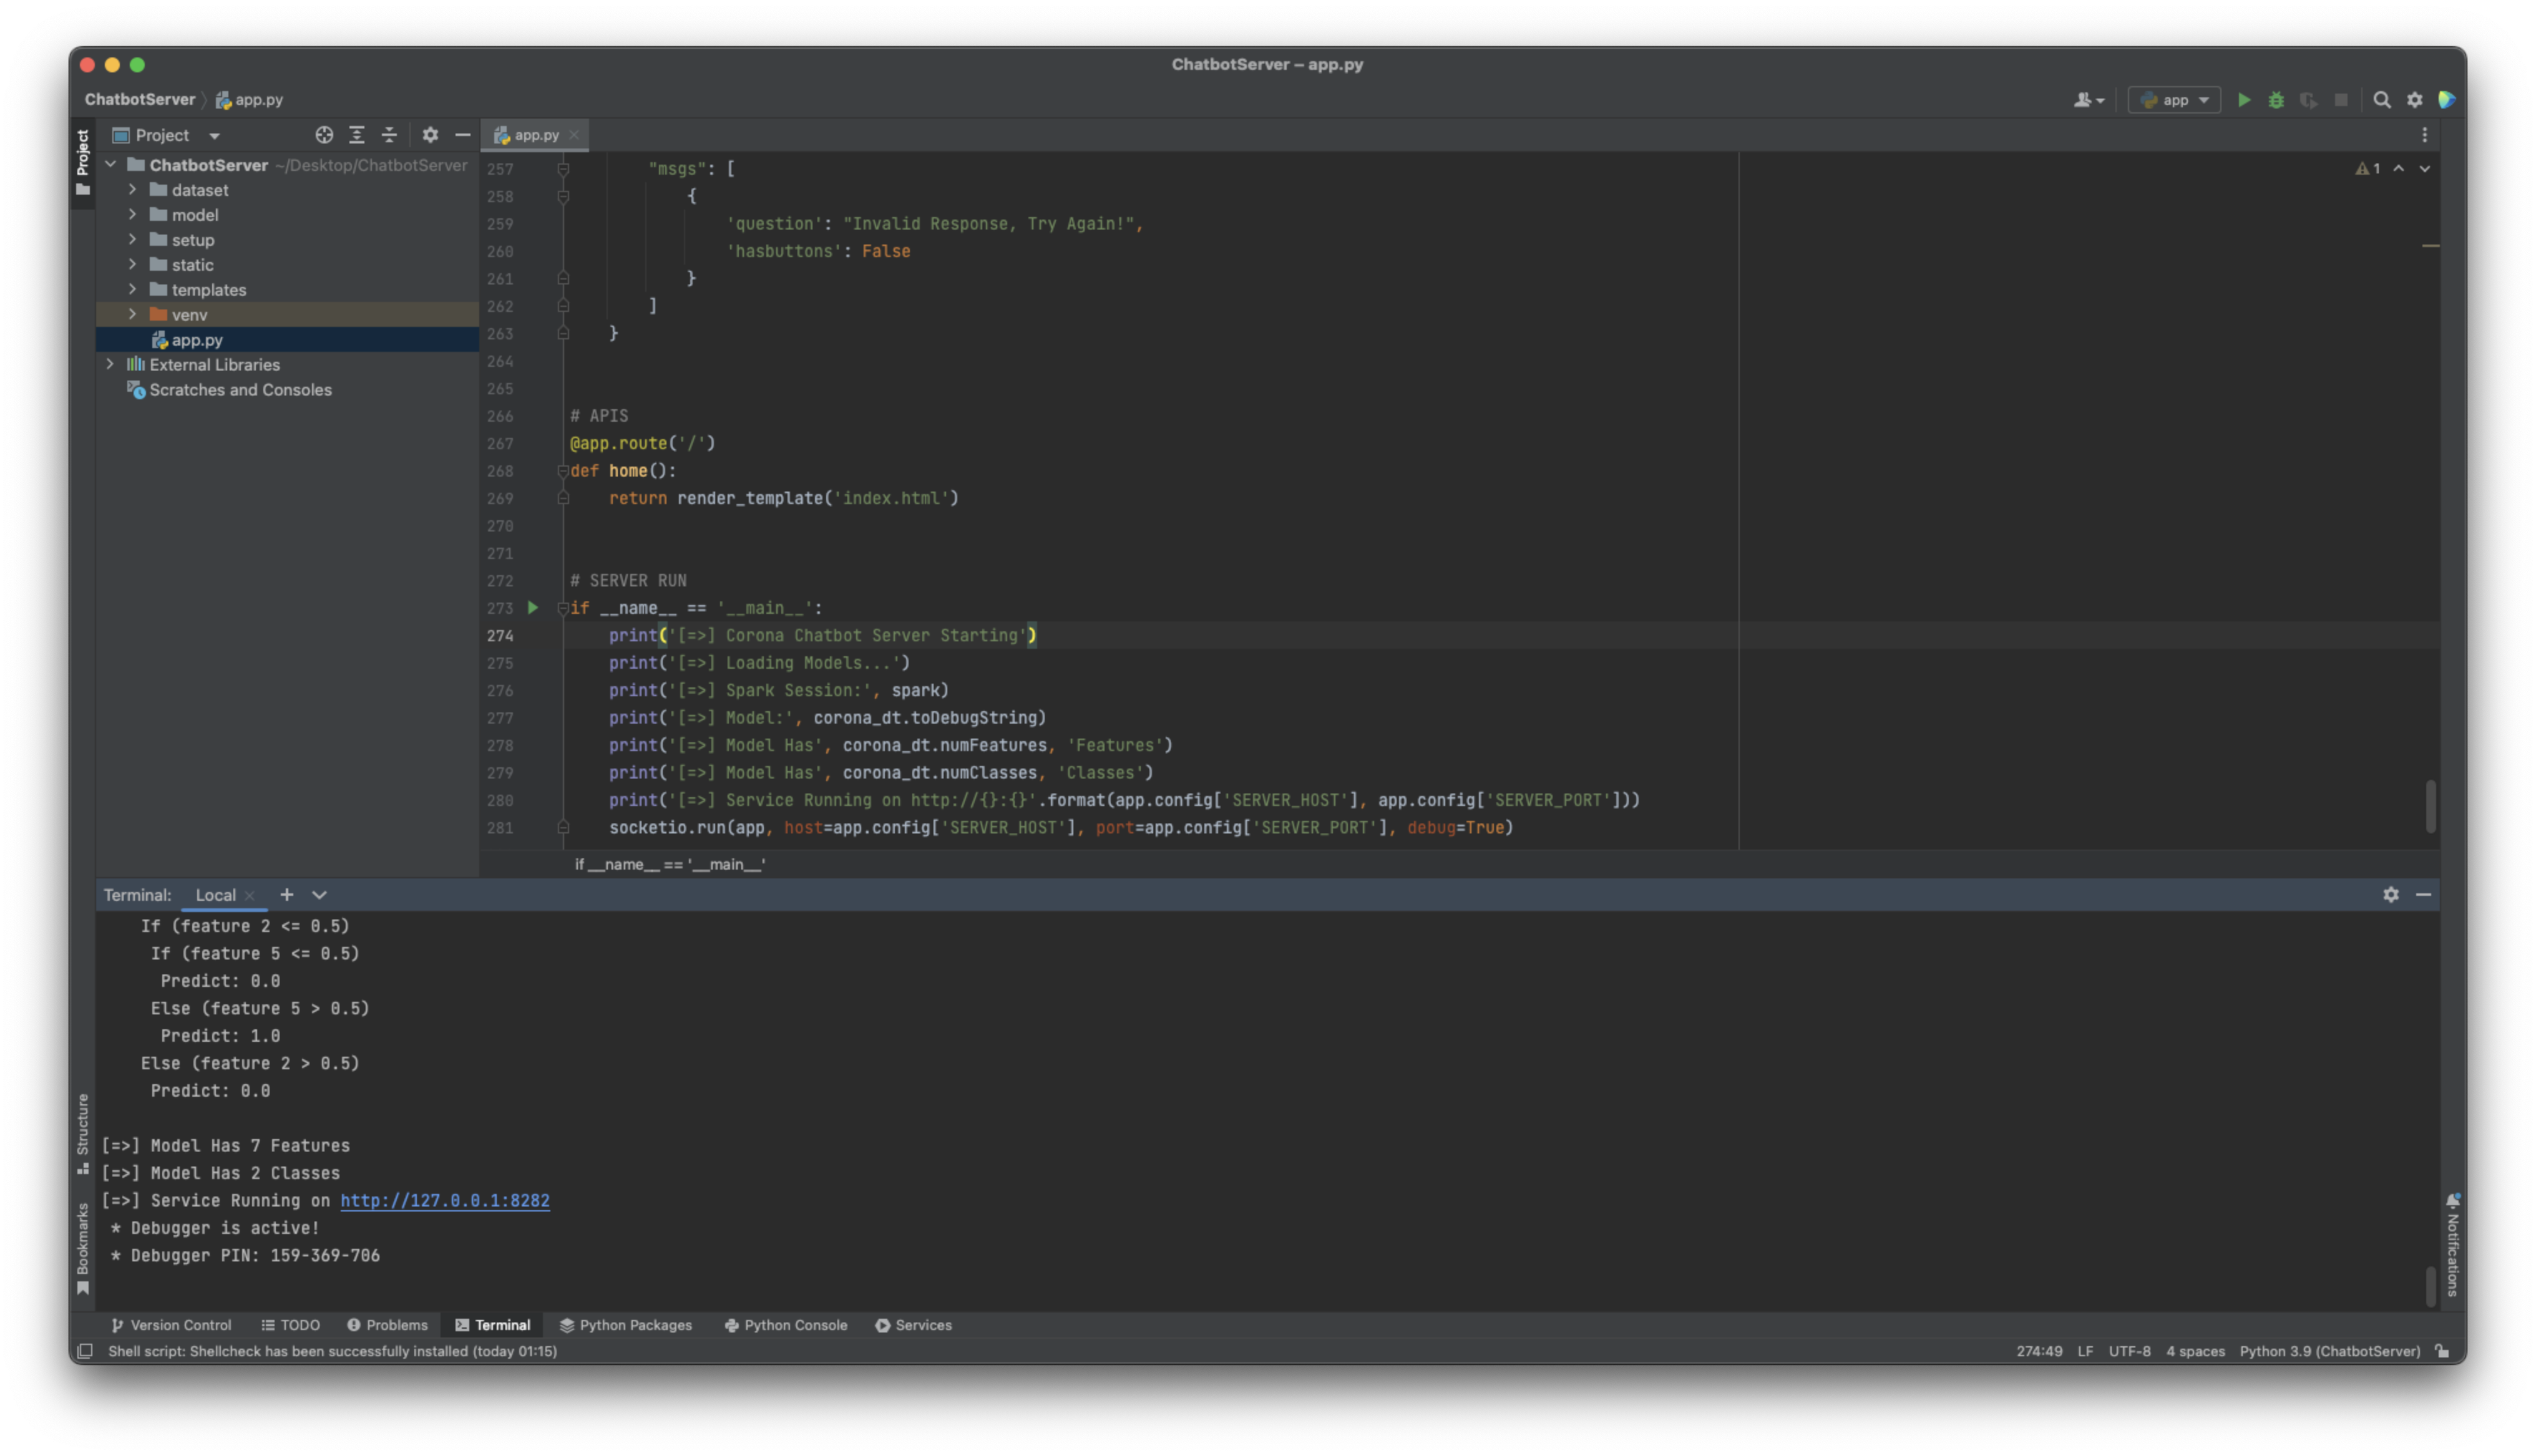 ChatbotServer – app.py
ChatbotServer
app.py
app
Project
Project
app.py
ChatbotServer ~/Desktop/ChatbotServer
dataset
model
setup
static
templates
venv
app.py
External Libraries
Scratches and Consoles
1
257 "msgs": [
258 {
259 'question': "Invalid Response, Try Again!",
260 'hasbuttons': False
261 }
262 ]
263 }
264
265
266 # APIS
267 @app.route('/')
268 def home():
269 return render_template('index.html')
270
271
272 # SERVER RUN
273 if __name__ == '__main__':
274 print('[=>] Corona Chatbot Server Starting')
275 print('[=>] Loading Models...')
276 print('[=>] Spark Session:', spark)
277 print('[=>] Model:', corona_dt.toDebugString)
278 print('[=>] Model Has', corona_dt.numFeatures, 'Features')
279 print('[=>] Model Has', corona_dt.numClasses, 'Classes')
280 print('[=>] Service Running on http://{}:{}'.format(app.config['SERVER_HOST'], app.config['SERVER_PORT']))
281 socketio.run(app, host=app.config['SERVER_HOST'], port=app.config['SERVER_PORT'], debug=True)
if __name__ == '__main__'
Terminal: Local
If (feature 2 <= 0.5)
If (feature 5 <= 0.5)
Predict: 0.0
Else (feature 5 > 0.5)
Predict: 1.0
Else (feature 2 > 0.5)
Predict: 0.0
[=>] Model Has 7 Features
[=>] Model Has 2 Classes
[=>] Service Running on http://127.0.0.1:8282
* Debugger is active!
* Debugger PIN: 159-369-706
Structure
Bookmarks
Notifications
Version Control TODO Problems Terminal Python Packages Python Console Services
Shell script: Shellcheck has been successfully installed (today 01:15)
274:49 LF UTF-8 4 spaces Python 3.9 (ChatbotServer)